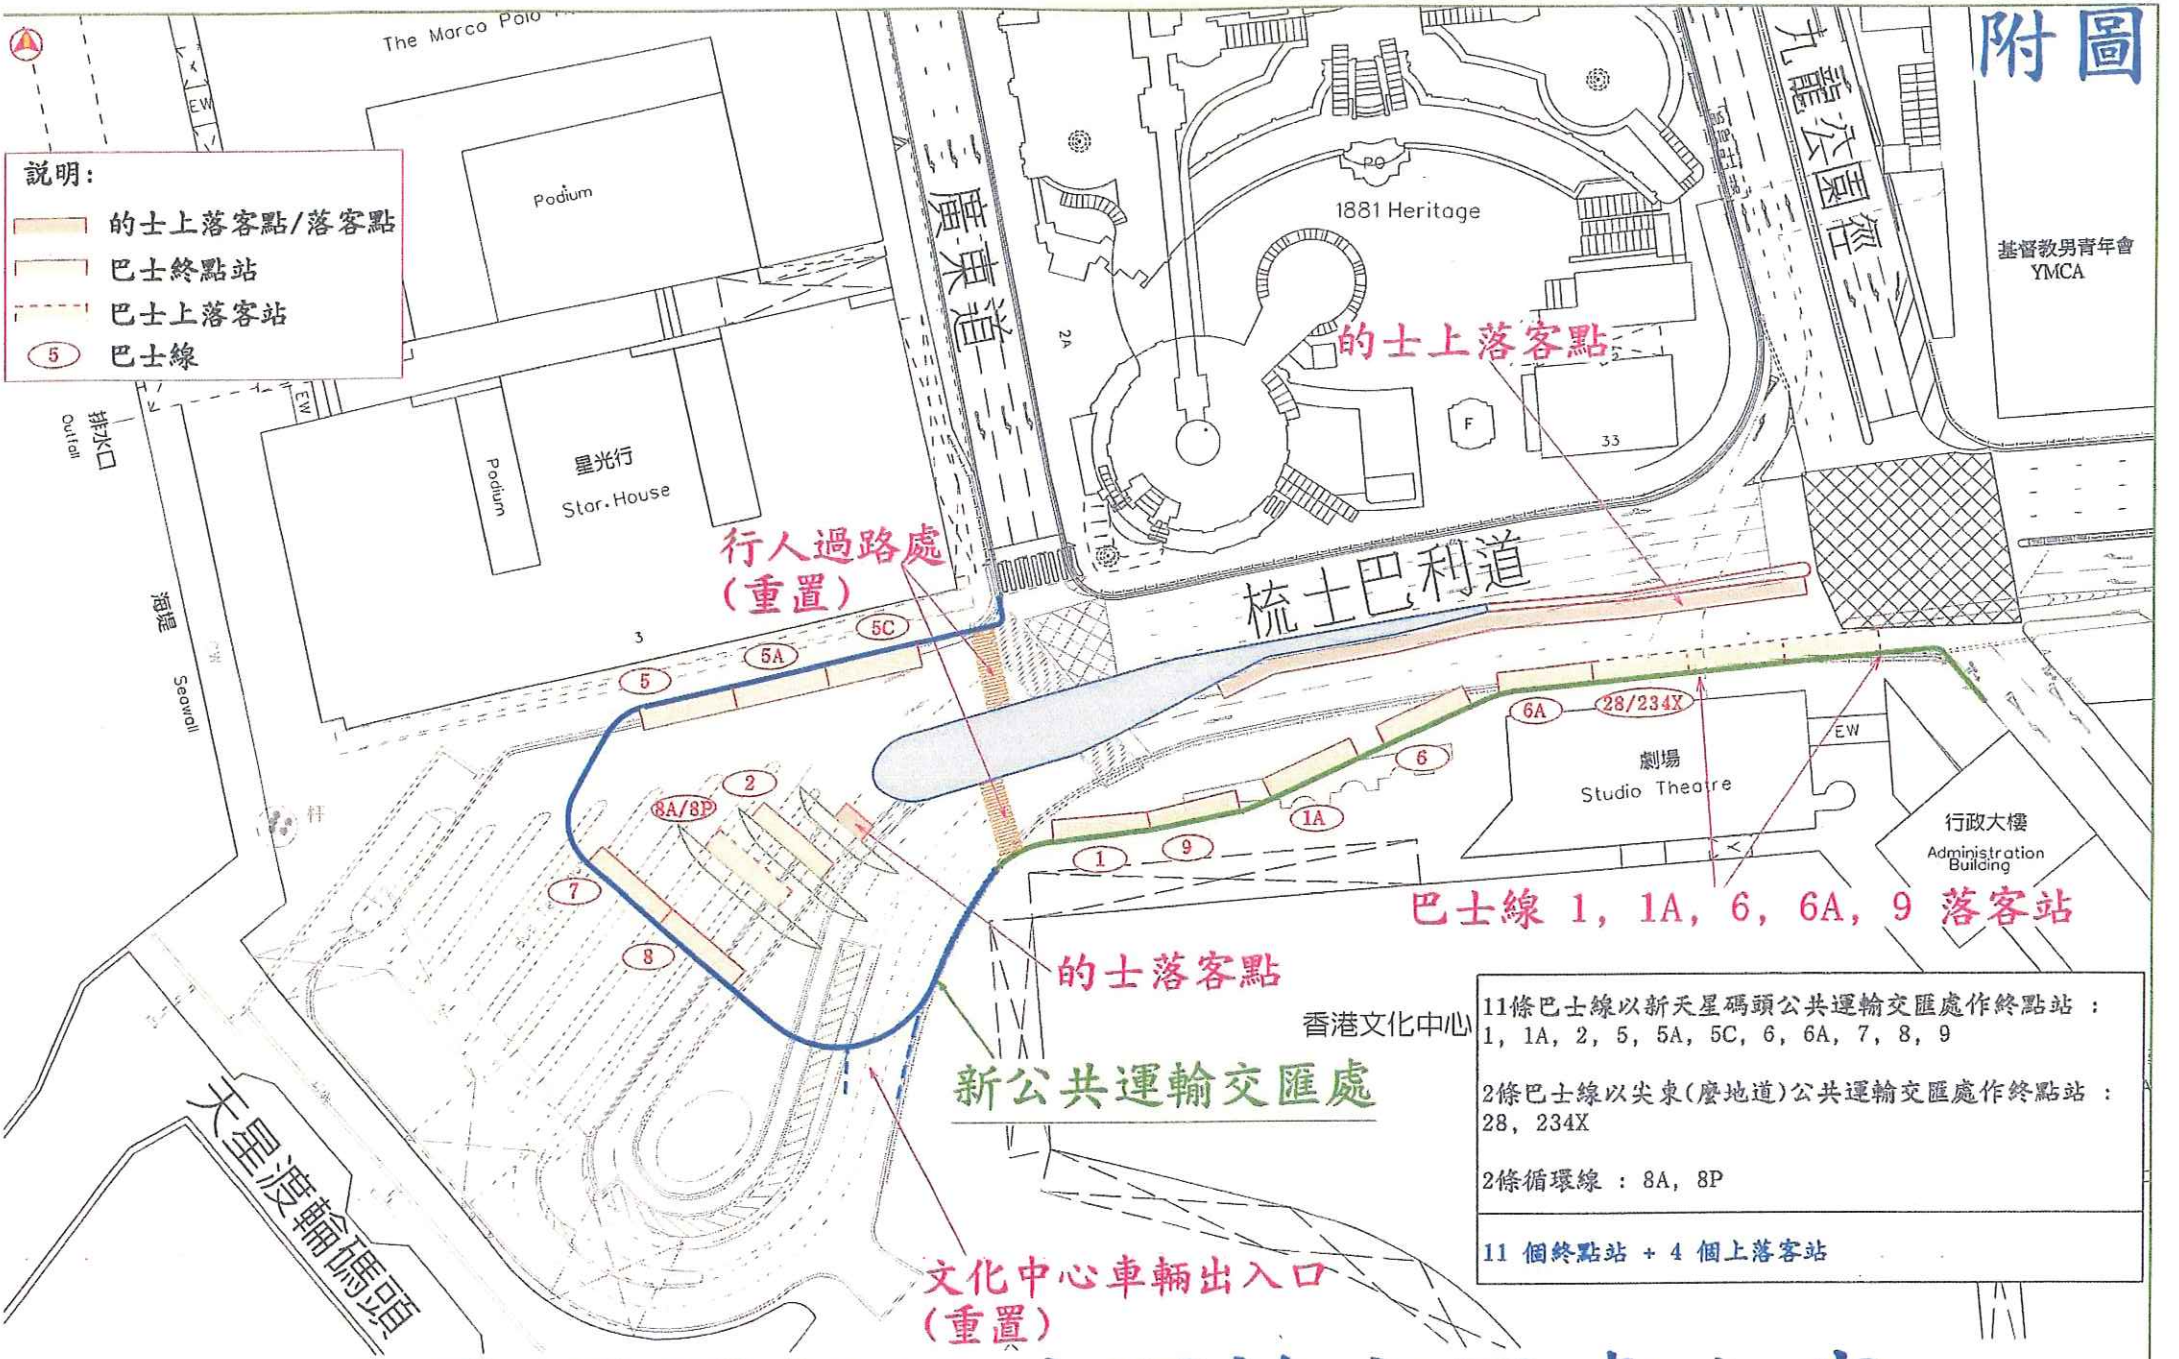 附圖
The Marco Polo
EW
說明:
的士上落客點/落客點
巴士終點站
巴士上落客站
5 巴士線
Podium
廣東道
2A
PO
1881 Heritage
九龍公園徑
基督教男青年會
YMCA
的士上落客點
F
33
排水口
Outfall
EW
Podium
星光行
Star House
3
海堤
Seawall
行人過路處
(重置)
梳士巴利道
5
5A
5C
2
8A/8P
7
8
1
9
1A
6
6A
28/234X
劇場
Studio Theatre
EW
行政大樓
Administration
Building
巴士線 1, 1A, 6, 6A, 9 落客站
的士落客點
香港文化中心
新公共運輸交匯處
天星渡輪碼頭
文化中心車輛出入口
(重置)
11條巴士線以新天星碼頭公共運輸交匯處作終點站 :
1, 1A, 2, 5, 5A, 5C, 6, 6A, 7, 8, 9
2條巴士線以尖東(麼地道)公共運輸交匯處作終點站 :
28, 234X
2條循環線 : 8A, 8P
11 個終點站 + 4 個上落客站